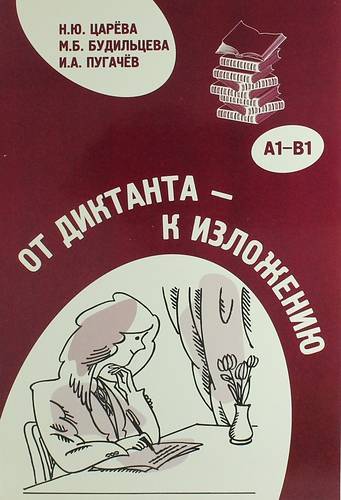 Н.Ю. ЦАРЁВА
М.Б. БУДИЛЬЦЕВА
И.А. ПУГАЧЁВ
А1–В1
ОТ ДИКТАНТА –
К ИЗЛОЖЕНИЮ